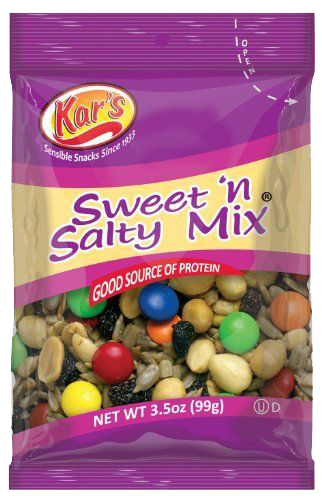 OPEN
Kar's
Sensible Snacks Since 1933
Sweet 'n
Salty Mix®
GOOD SOURCE OF PROTEIN
NET WT 3.5oz (99g)
U D